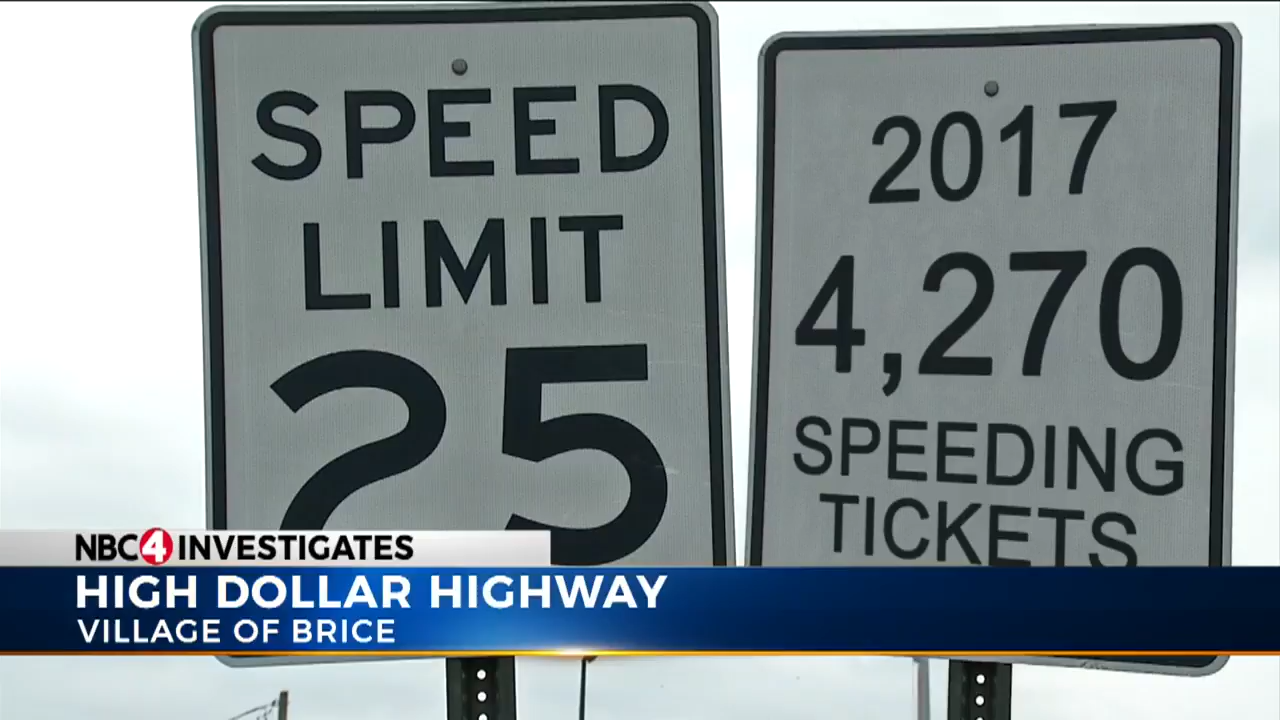 SPEED
LIMIT
25
2017
4,270
SPEEDING
TICKETS
NBC4 INVESTIGATES
HIGH DOLLAR HIGHWAY
VILLAGE OF BRICE